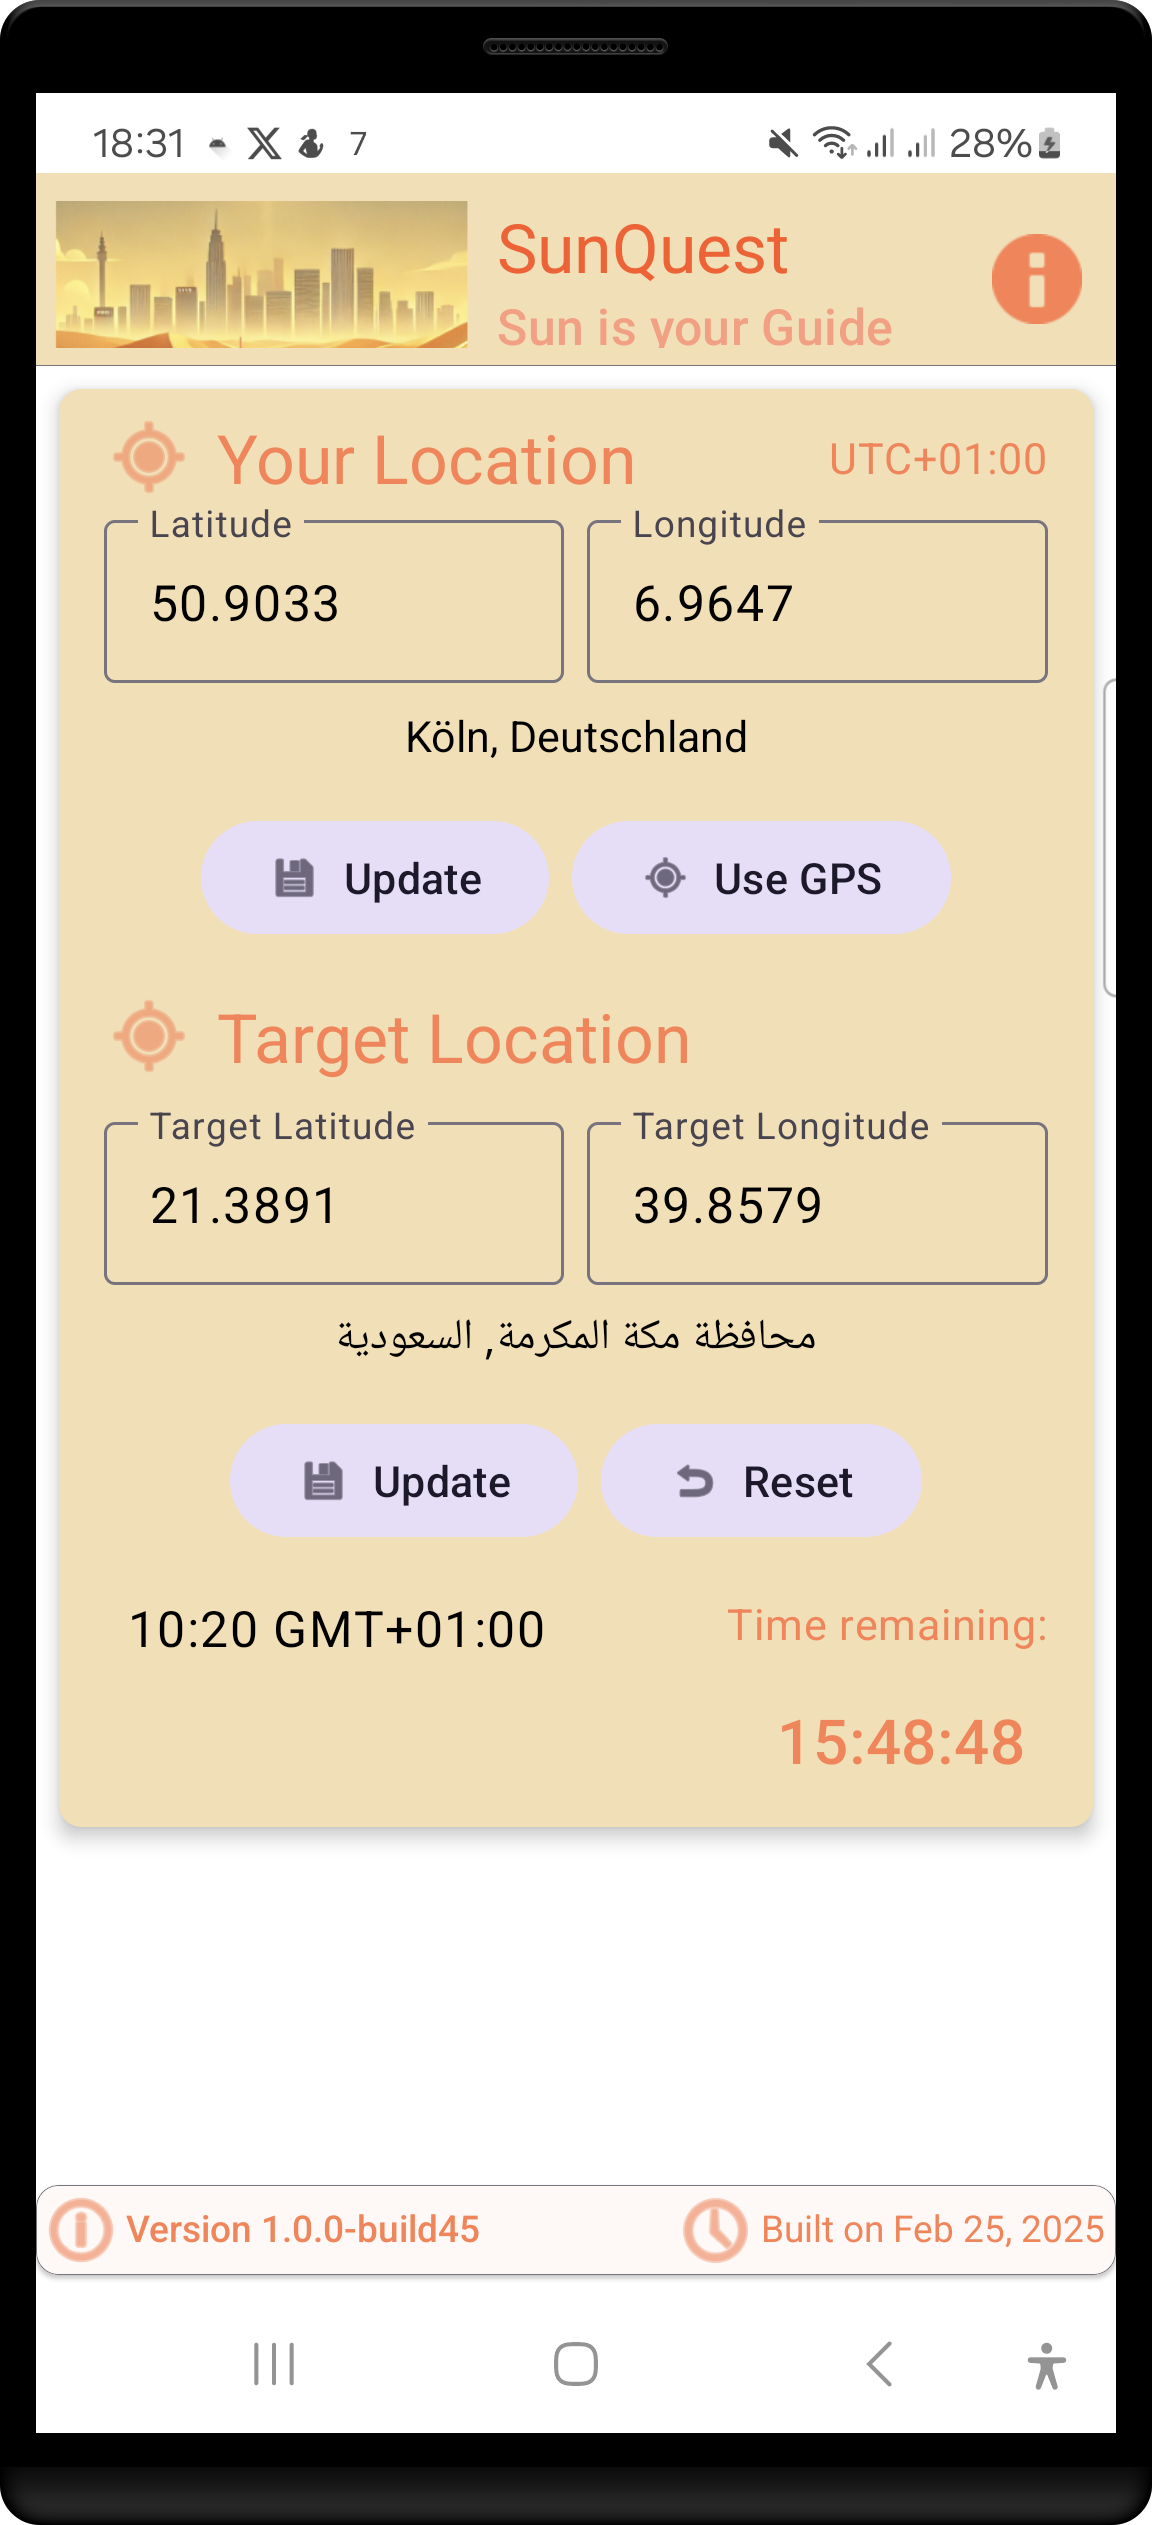 18:31 7 28%
SunQuest
Sun is your Guide
Your Location UTC+01:00
Latitude Longitude
50.9033 6.9647
Köln, Deutschland
Update Use GPS
Target Location
Target Latitude Target Longitude
21.3891 39.8579
محافظة مكة المكرمة, السعودية
Update Reset
10:20 GMT+01:00 Time remaining:
15:48:48
Version 1.0.0-build45 Built on Feb 25, 2025